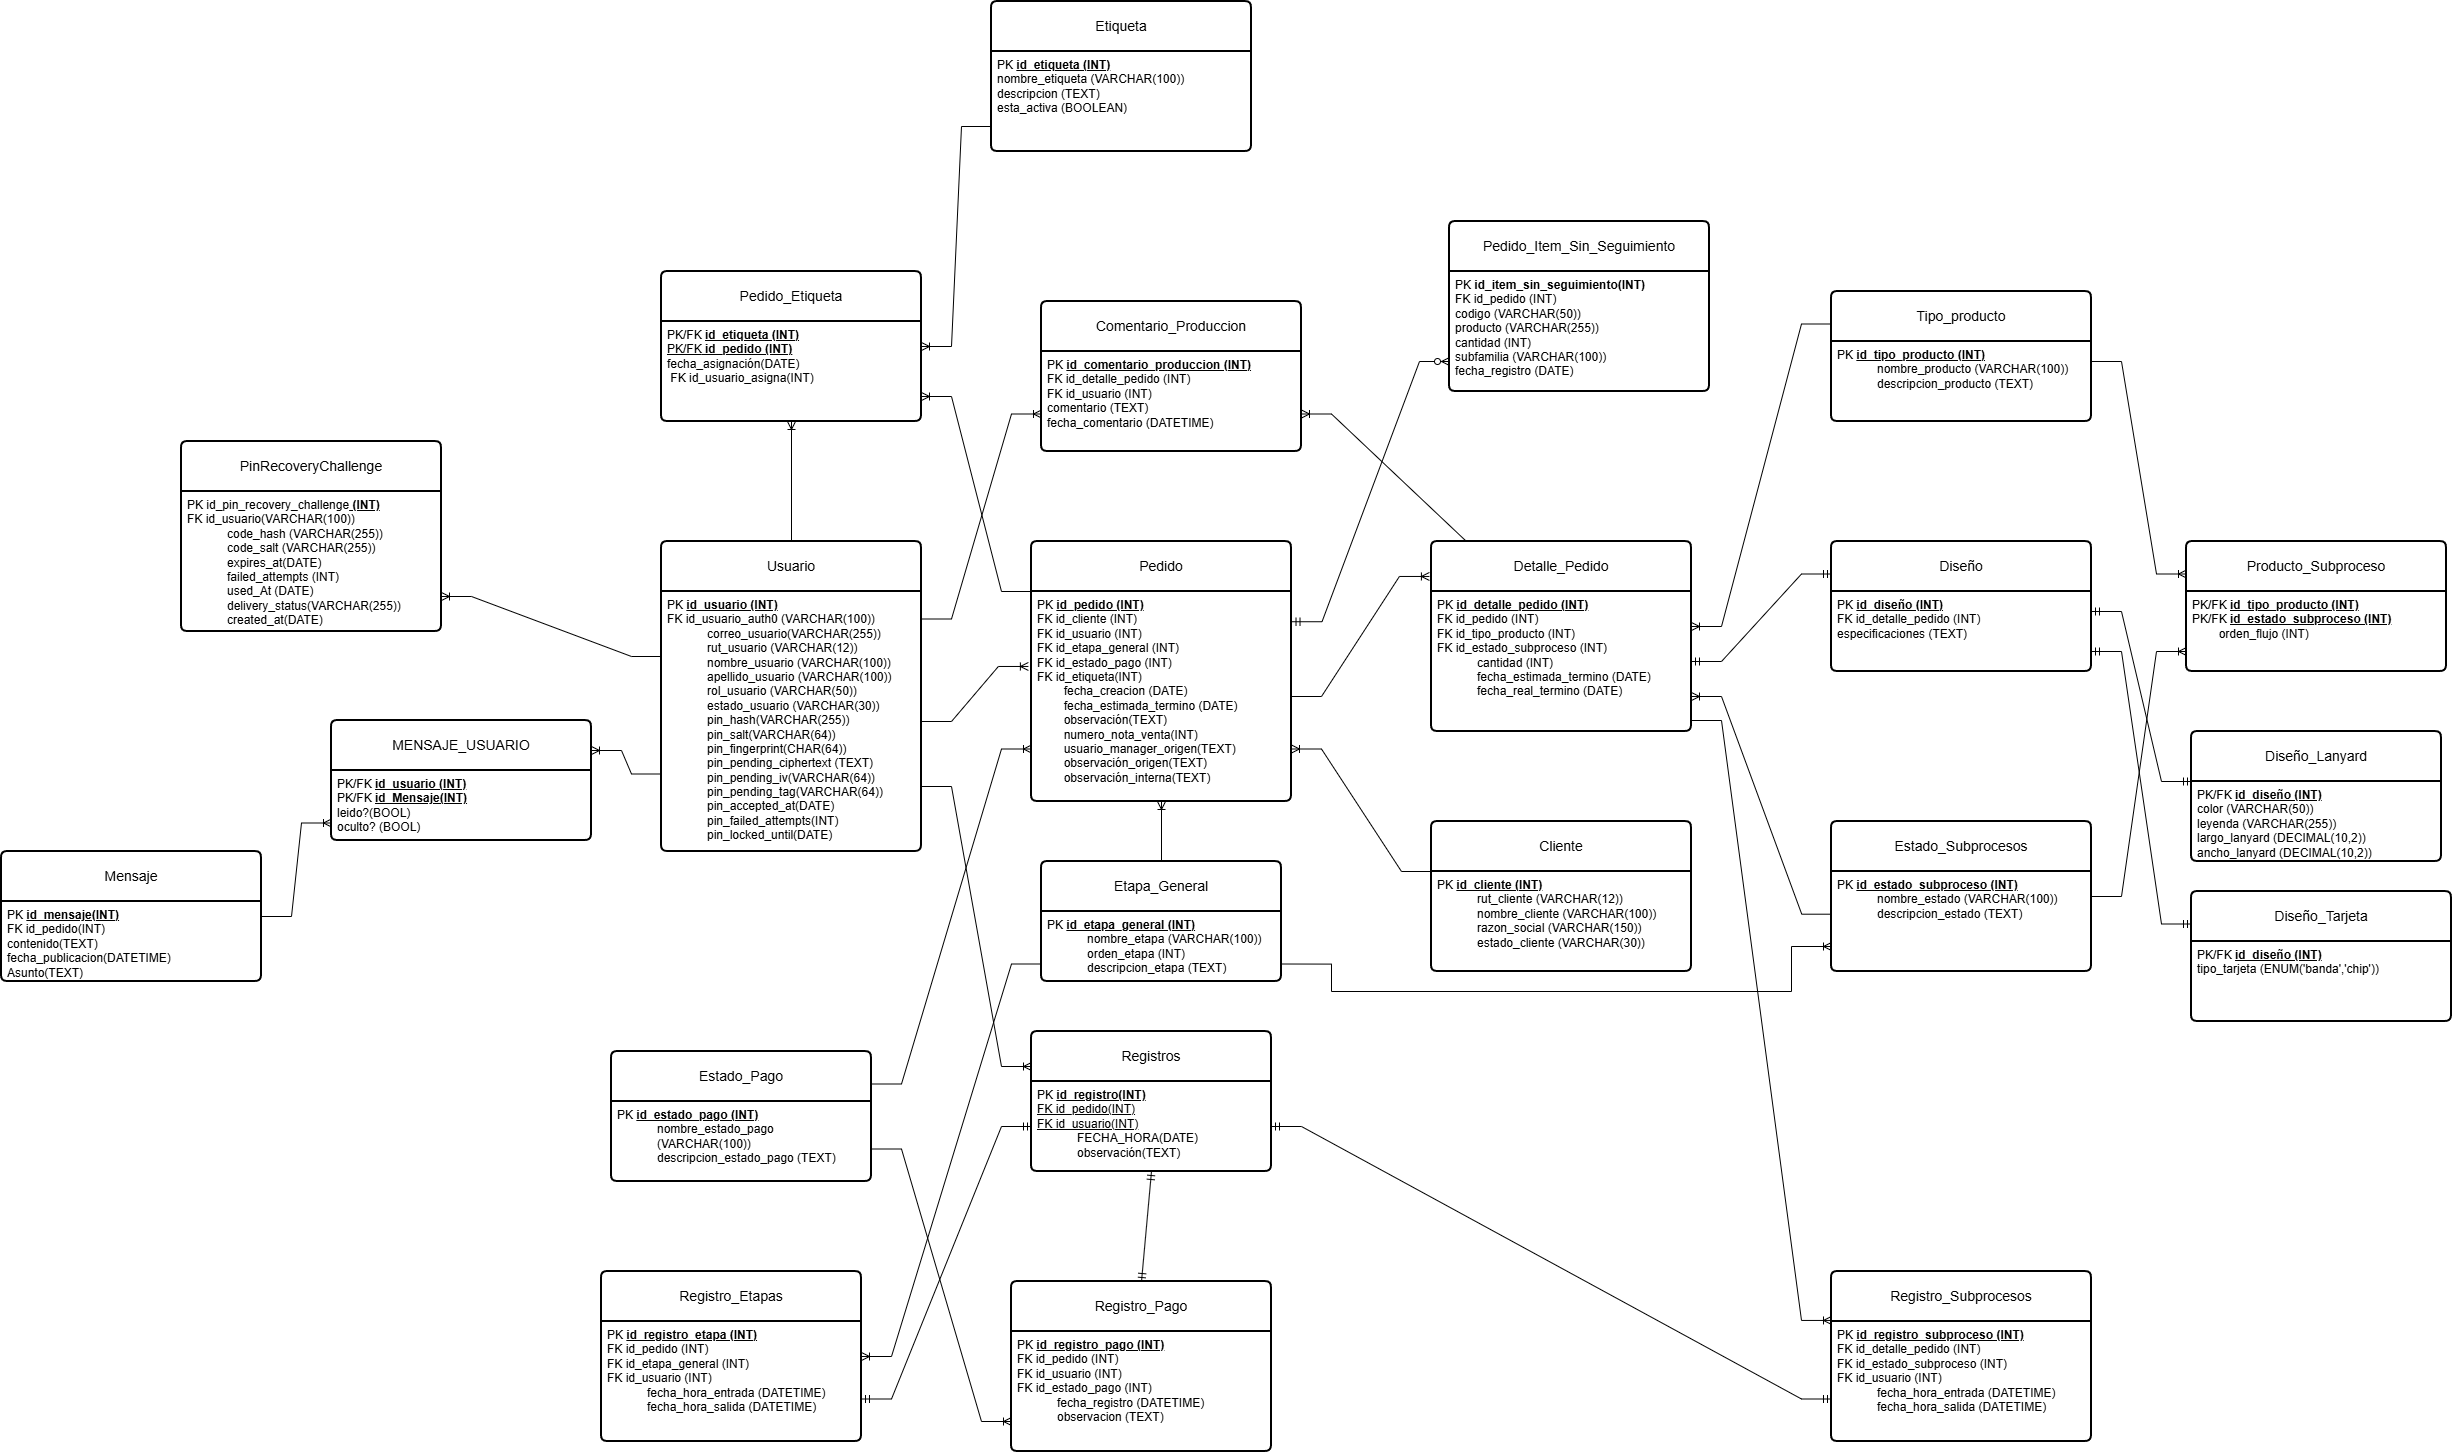 Etiqueta
PK id_etiqueta (INT)
nombre_etiqueta (VARCHAR(100))
descripcion (TEXT)
esta_activa (BOOLEAN)
Pedido_Item_Sin_Seguimiento
PK id_item_sin_seguimiento(INT)
FK id_pedido (INT)
codigo (VARCHAR(50))
producto (VARCHAR(255))
cantidad (INT)
subfamilia (VARCHAR(100))
fecha_registro (DATE)
Pedido_Etiqueta
PK/FK id_etiqueta (INT)
PK/FK id_pedido (INT)
fecha_asignación(DATE)
FK id_usuario_asigna(INT)
Comentario_Produccion
PK id_comentario_produccion (INT)
FK id_detalle_pedido (INT)
FK id_usuario (INT)
comentario (TEXT)
fecha_comentario (DATETIME)
Tipo_producto
PK id_tipo_producto (INT)
nombre_producto (VARCHAR(100))
descripcion_producto (TEXT)
PinRecoveryChallenge
PK id_pin_recovery_challenge (INT)
FK id_usuario(VARCHAR(100))
code_hash (VARCHAR(255))
code_salt (VARCHAR(255))
expires_at(DATE)
failed_attempts (INT)
used_At (DATE)
delivery_status(VARCHAR(255))
created_at(DATE)
Usuario
PK id_usuario (INT)
FK id_usuario_auth0 (VARCHAR(100))
correo_usuario(VARCHAR(255))
rut_usuario (VARCHAR(12))
nombre_usuario (VARCHAR(100))
apellido_usuario (VARCHAR(100))
rol_usuario (VARCHAR(50))
estado_usuario (VARCHAR(30))
pin_hash(VARCHAR(255))
pin_salt(VARCHAR(64))
pin_fingerprint(CHAR(64))
pin_pending_ciphertext (TEXT)
pin_pending_iv(VARCHAR(64))
pin_pending_tag(VARCHAR(64))
pin_accepted_at(DATE)
pin_failed_attempts(INT)
pin_locked_until(DATE)
Pedido
PK id_pedido (INT)
FK id_cliente (INT)
FK id_usuario (INT)
FK id_etapa_general (INT)
FK id_estado_pago (INT)
FK id_etiqueta(INT)
fecha_creacion (DATE)
fecha_estimada_termino (DATE)
observación(TEXT)
numero_nota_venta(INT)
usuario_manager_origen(TEXT)
observación_origen(TEXT)
observación_interna(TEXT)
Detalle_Pedido
PK id_detalle_pedido (INT)
FK id_pedido (INT)
FK id_tipo_producto (INT)
FK id_estado_subproceso (INT)
cantidad (INT)
fecha_estimada_termino (DATE)
fecha_real_termino (DATE)
Diseño
PK id_diseño (INT)
FK id_detalle_pedido (INT)
especificaciones (TEXT)
Producto_Subproceso
PK/FK id_tipo_producto (INT)
PK/FK id_estado_subproceso (INT)
orden_flujo (INT)
MENSAJE_USUARIO
PK/FK id_usuario (INT)
PK/FK id_Mensaje(INT)
leido?(BOOL)
oculto? (BOOL)
Diseño_Lanyard
PK/FK id_diseño (INT)
color (VARCHAR(50))
leyenda (VARCHAR(255))
largo_lanyard (DECIMAL(10,2))
ancho_lanyard (DECIMAL(10,2))
Mensaje
PK id_mensaje(INT)
FK id_pedido(INT)
contenido(TEXT)
fecha_publicacion(DATETIME)
Asunto(TEXT)
Etapa_General
PK id_etapa_general (INT)
nombre_etapa (VARCHAR(100))
orden_etapa (INT)
descripcion_etapa (TEXT)
Cliente
PK id_cliente (INT)
rut_cliente (VARCHAR(12))
nombre_cliente (VARCHAR(100))
razon_social (VARCHAR(150))
estado_cliente (VARCHAR(30))
Estado_Subprocesos
PK id_estado_subproceso (INT)
nombre_estado (VARCHAR(100))
descripcion_estado (TEXT)
Diseño_Tarjeta
PK/FK id_diseño (INT)
tipo_tarjeta (ENUM('banda','chip'))
Estado_Pago
PK id_estado_pago (INT)
nombre_estado_pago
(VARCHAR(100))
descripcion_estado_pago (TEXT)
Registros
PK id_registro(INT)
FK id_pedido(INT)
FK id_usuario(INT)
FECHA_HORA(DATE)
observación(TEXT)
Registro_Etapas
PK id_registro_etapa (INT)
FK id_pedido (INT)
FK id_etapa_general (INT)
FK id_usuario (INT)
fecha_hora_entrada (DATETIME)
fecha_hora_salida (DATETIME)
Registro_Pago
PK id_registro_pago (INT)
FK id_pedido (INT)
FK id_usuario (INT)
FK id_estado_pago (INT)
fecha_registro (DATETIME)
observacion (TEXT)
Registro_Subprocesos
PK id_registro_subproceso (INT)
FK id_detalle_pedido (INT)
FK id_estado_subproceso (INT)
FK id_usuario (INT)
fecha_hora_entrada (DATETIME)
fecha_hora_salida (DATETIME)